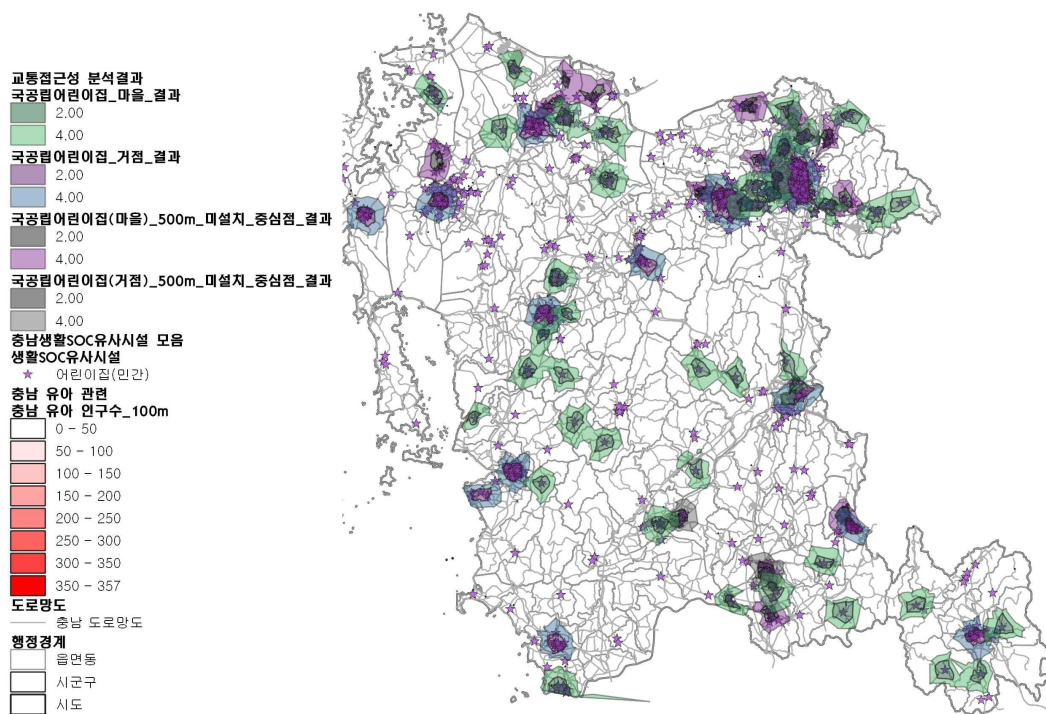 교통접근성 분석결과
국공립어린이집_마을_결과
2.00
4.00
국공립어린이집_거점_결과
2.00
4.00
국공립어린이집(마을)_500m_미설치_중심점_결과
2.00
4.00
국공립어린이집(거점)_500m_미설치_중심점_결과
2.00
4.00
충남생활SOC유사시설 모음
생활SOC유사시설
어린이집(민간)
충남 유아 관련
충남 유아 인구수_100m
0 - 50
50 - 100
100 - 150
150 - 200
200 - 250
250 - 300
300 - 350
350 - 357
도로망도
충남 도로망도
행정경계
읍면동
시군구
시도